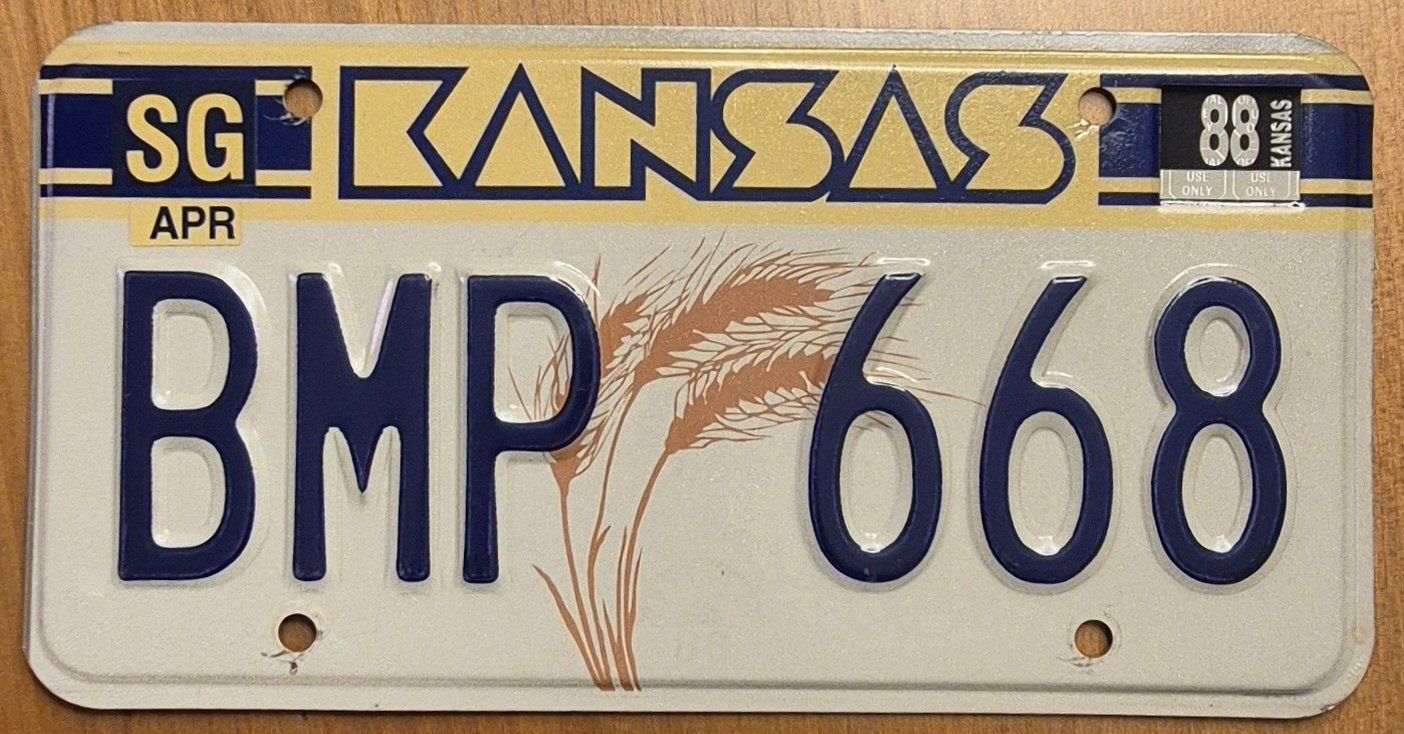 SG
KANSAS
88
KANSAS
USE ONLY USE ONLY
APR
BMP 668